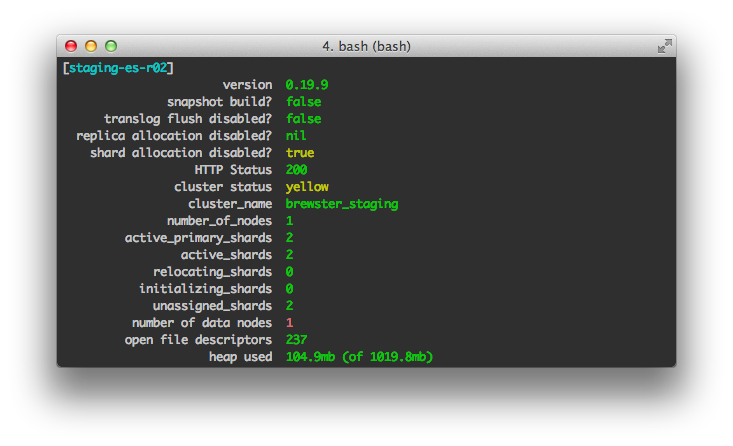 4. bash (bash)
[staging-es-r02]
version 0.19.9
snapshot build? false
translog flush disabled? false
replica allocation disabled? nil
shard allocation disabled? true
HTTP Status 200
cluster status yellow
cluster_name brewster_staging
number_of_nodes 1
active_primary_shards 2
active_shards 2
relocating_shards 0
initializing_shards 0
unassigned_shards 2
number of data nodes 1
open file descriptors 237
heap used 104.9mb (of 1019.8mb)